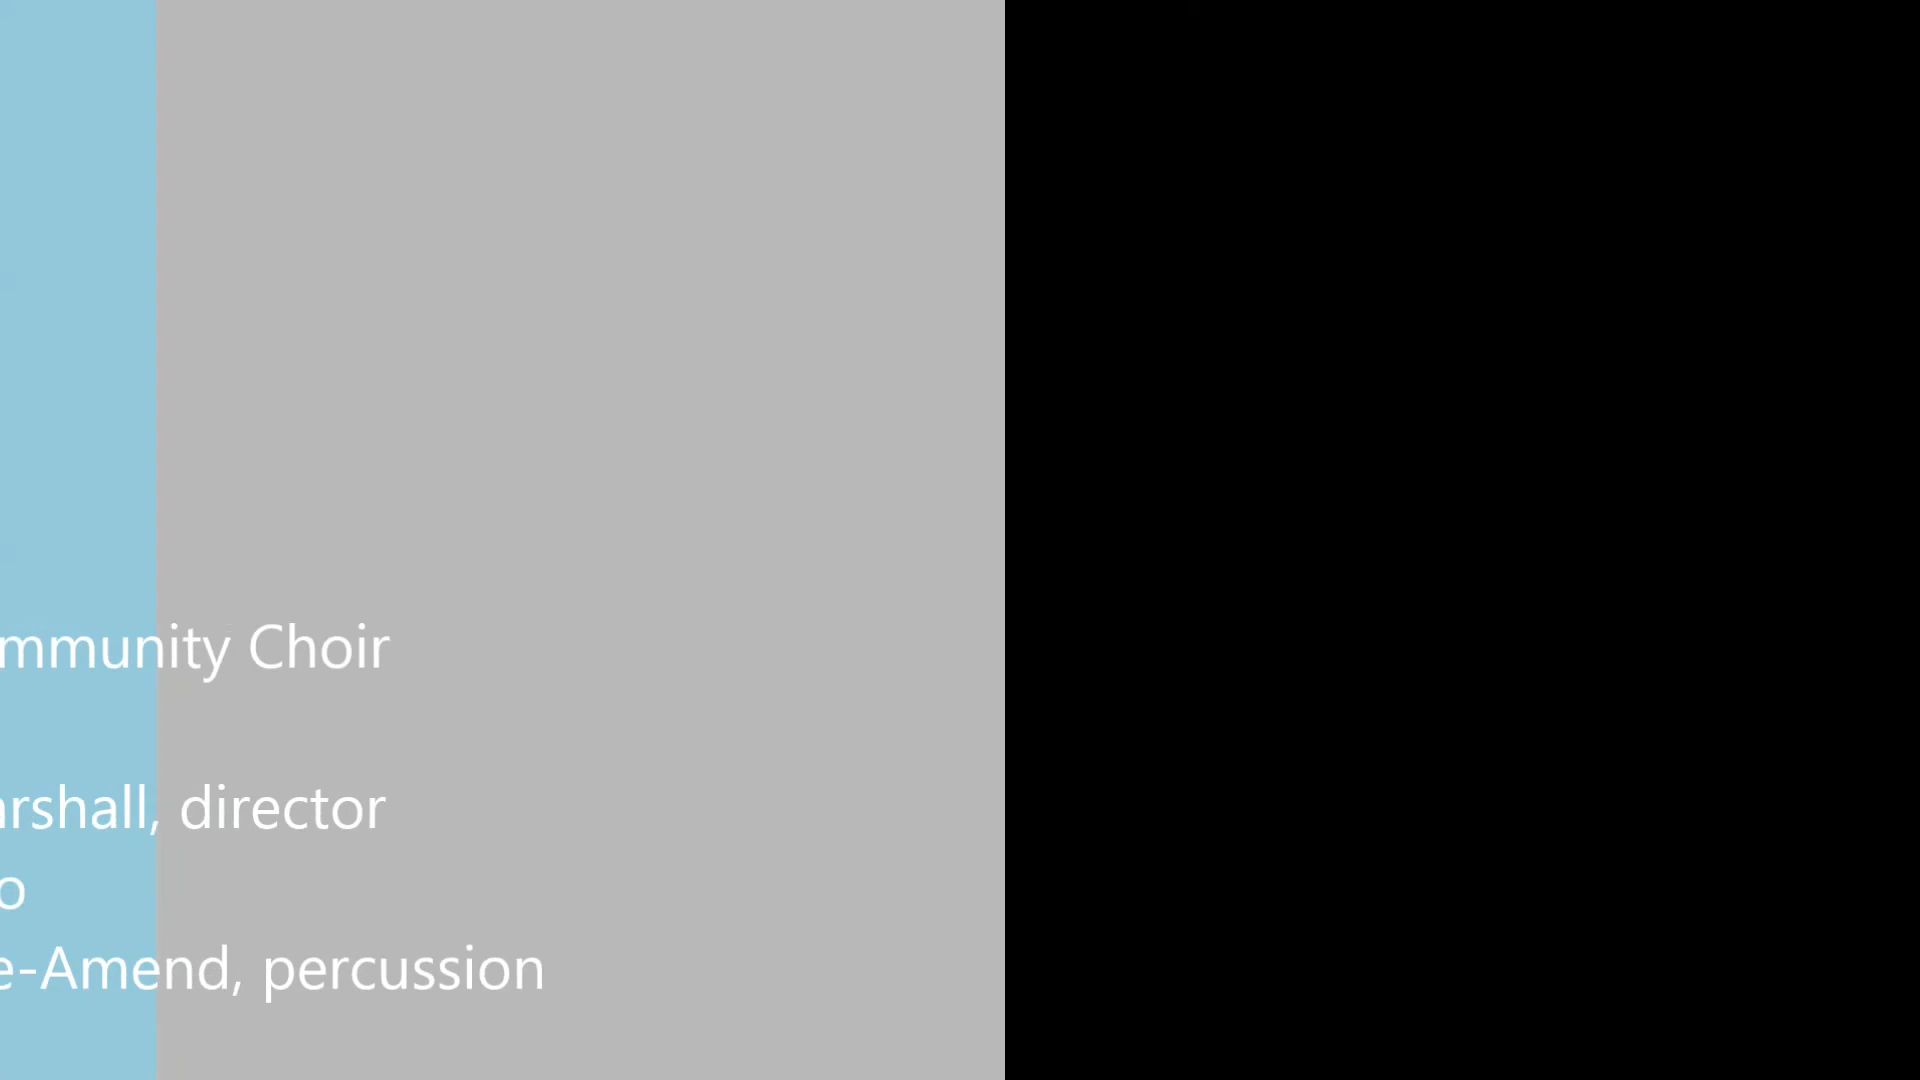 mmunity Choir
rshall, director
o
e-Amend, percussion